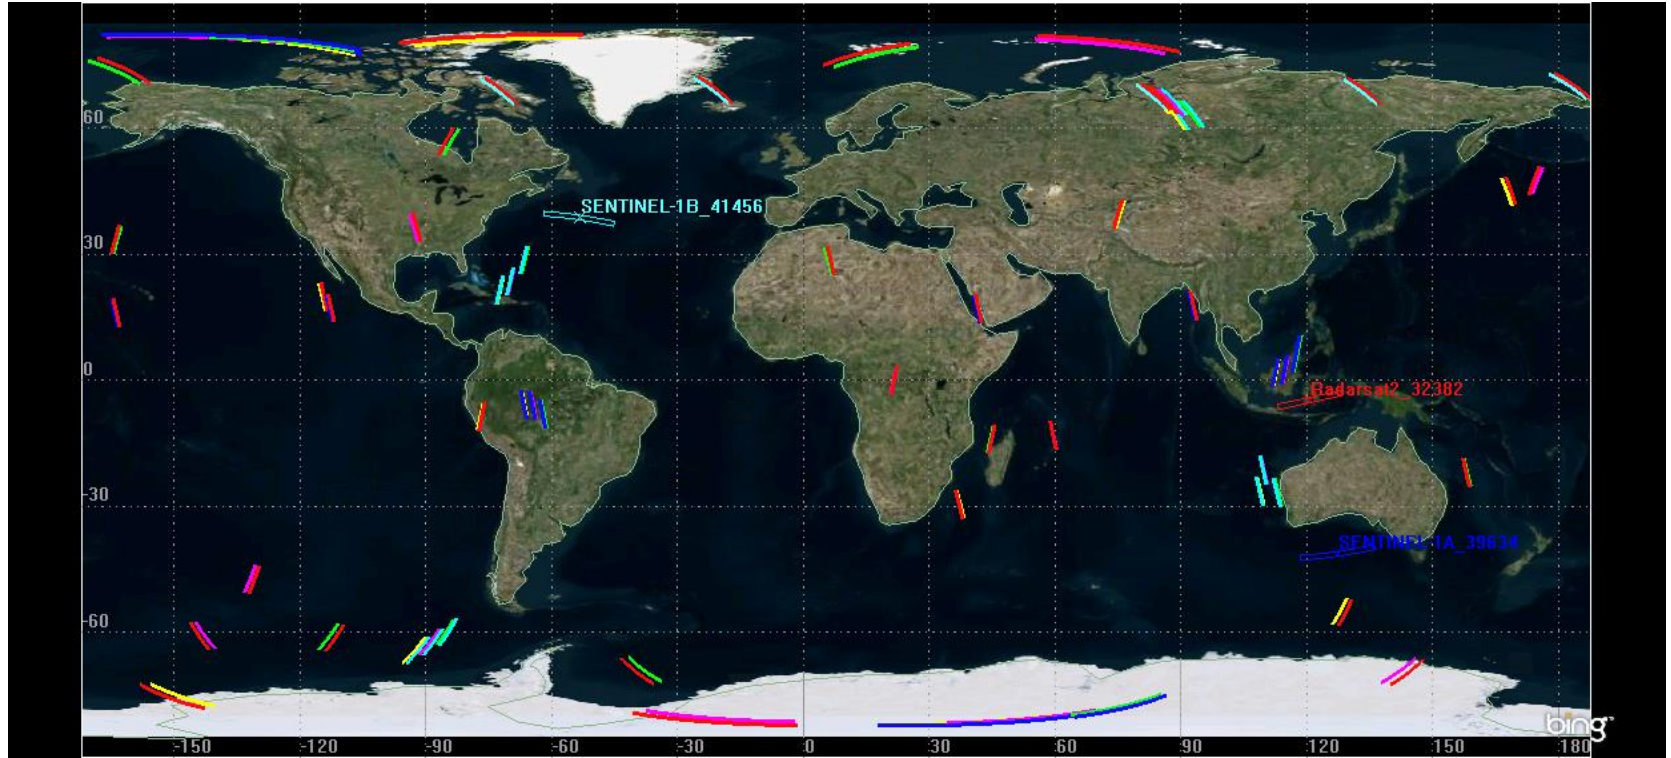 60
SENTINEL-1B_41456
30
0
Radarsat2_32382
-30
SENTINEL-1A_39634
-60
bing
-150 -120 -90 -60 -30 0 30 60 90 120 150 180